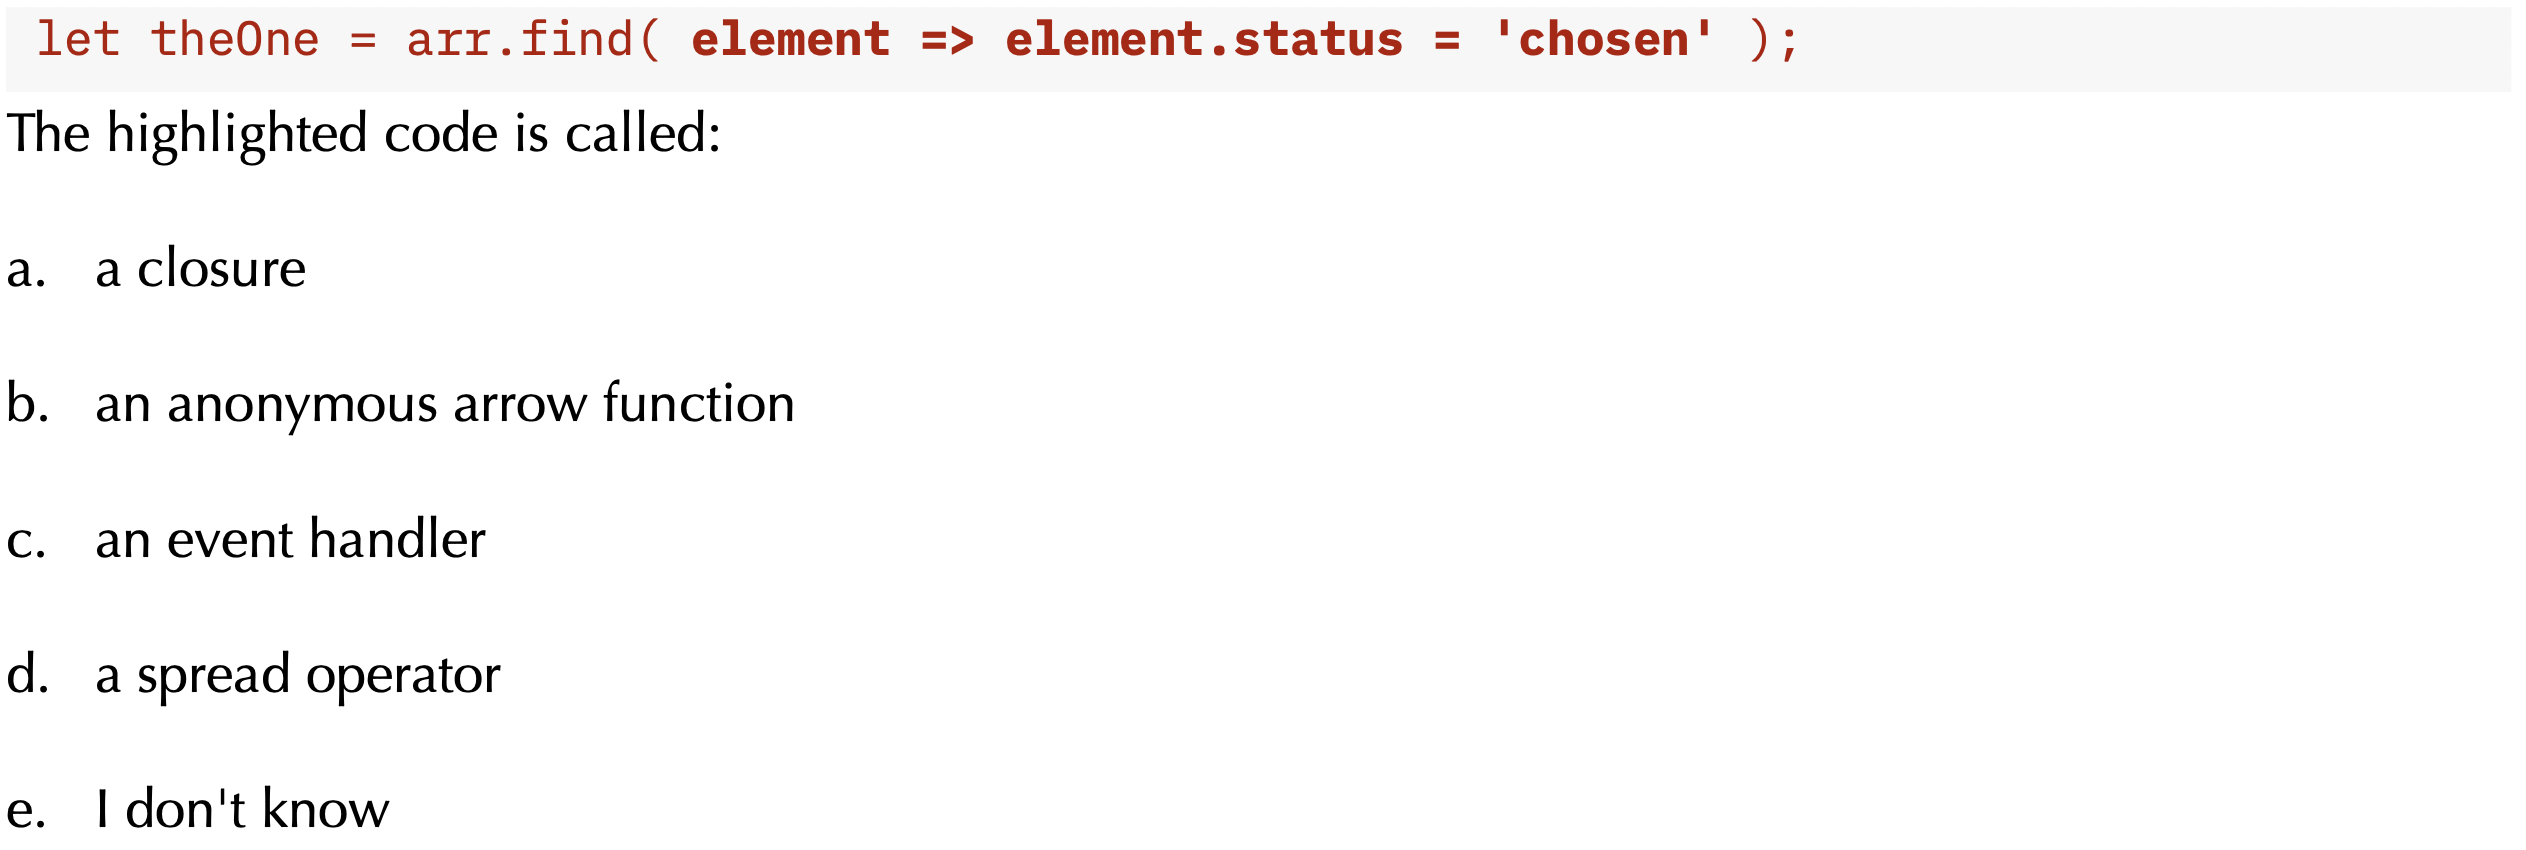 let theOne = arr.find( element => element.status = 'chosen' );
The highlighted code is called:
a. a closure
b. an anonymous arrow function
c. an event handler
d. a spread operator
e. I don't know